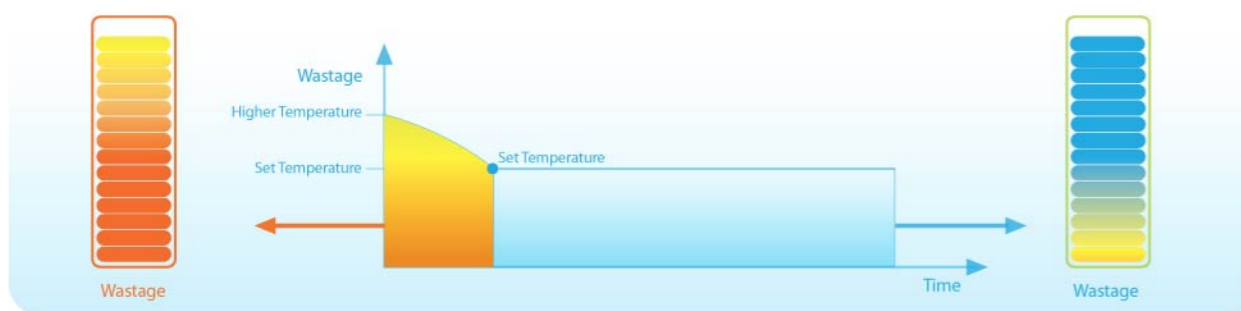 Wastage
Higher Temperature
Set Temperature
Set Temperature
Time
Wastage
Wastage